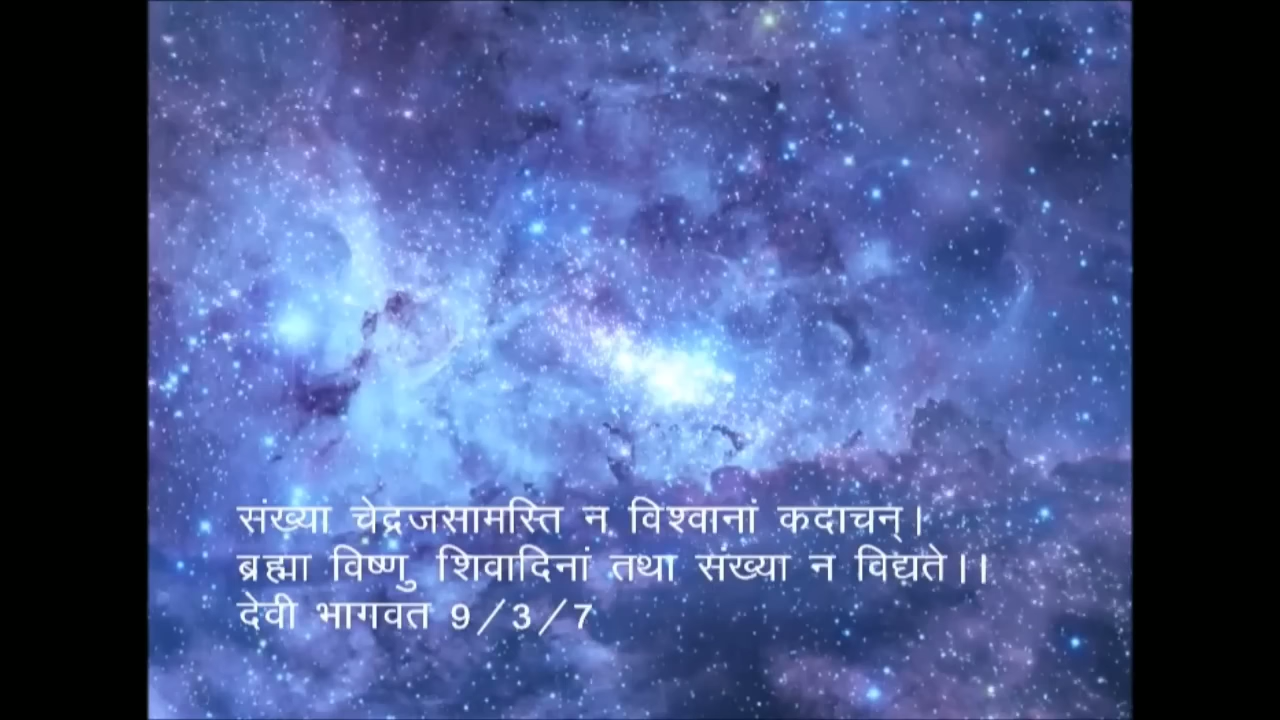 संख्या चेद्रजसामस्ति न विश्वानां कदाचन्।
ब्रह्मा विष्णु शिवादिनां तथा संख्या न विद्यते।।
देवी भागवत 9/3/7